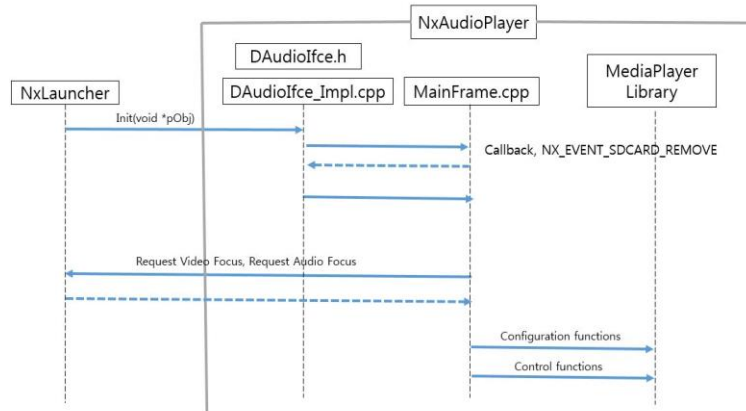 NxAudioPlayer
DAudioIfce.h
MediaPlayer
Library
NxLauncher
DAudioIfce_Impl.cpp
MainFrame.cpp
Init(void *pObj)
Callback, NX_EVENT_SDCARD_REMOVE
Request Video Focus, Request Audio Focus
Configuration functions
Control functions